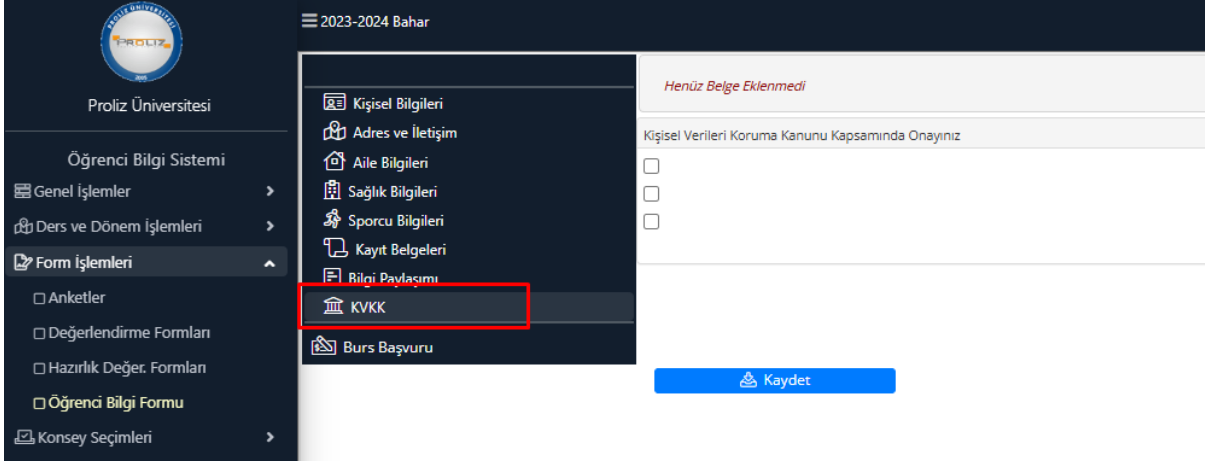 PROLIZ
2015
Proliz Üniversitesi
Öğrenci Bilgi Sistemi
Genel İşlemler
Ders ve Dönem İşlemleri
Form İşlemleri
Anketler
Değerlendirme Formları
Hazırlık Değer. Formları
Öğrenci Bilgi Formu
Konsey Seçimleri
2023-2024 Bahar
Kişisel Bilgileri
Adres ve İletişim
Aile Bilgileri
Sağlık Bilgileri
Sporcu Bilgileri
Kayıt Belgeleri
Bilgi Paylaşımı
KVKK
Burs Başvuru
Henüz Belge Eklenmedi
Kişisel Verileri Koruma Kanunu Kapsamında Onayınız
Kaydet